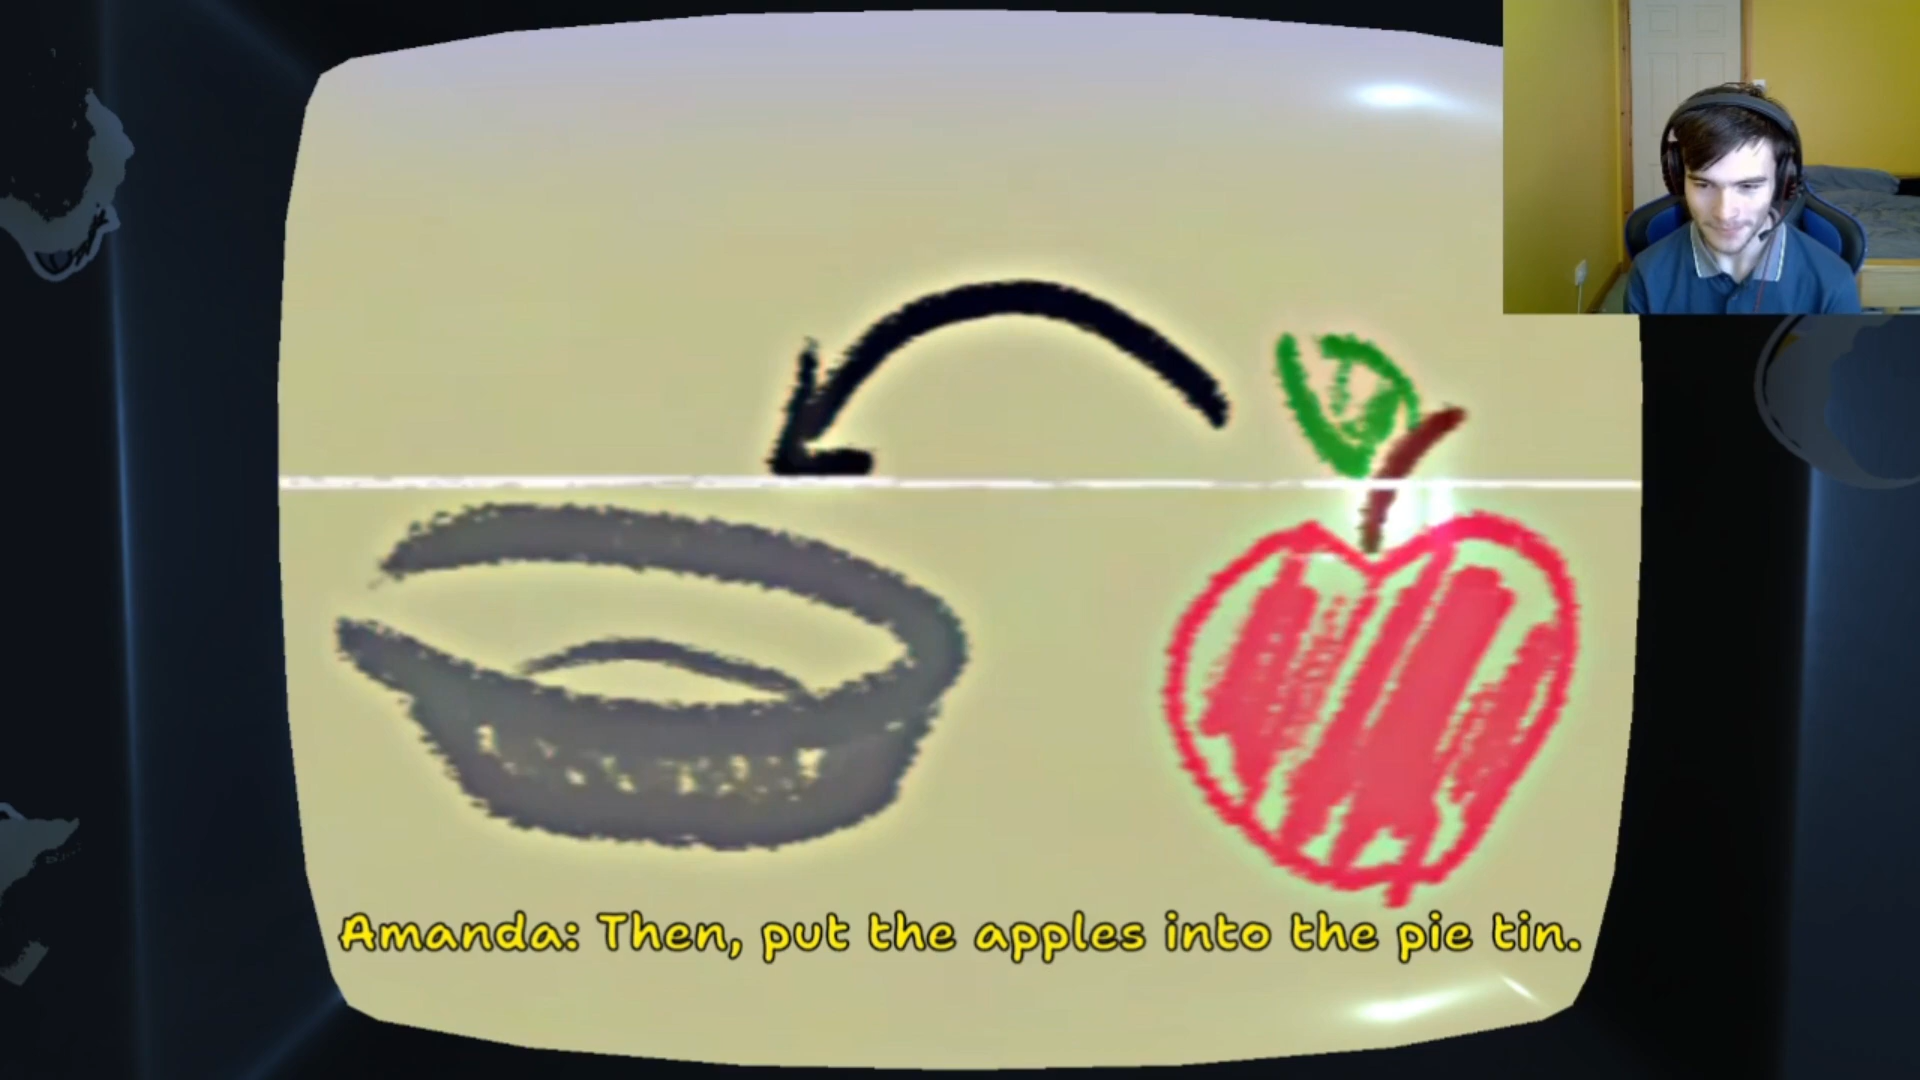 Amanda: Then, put the apples into the pie tin.